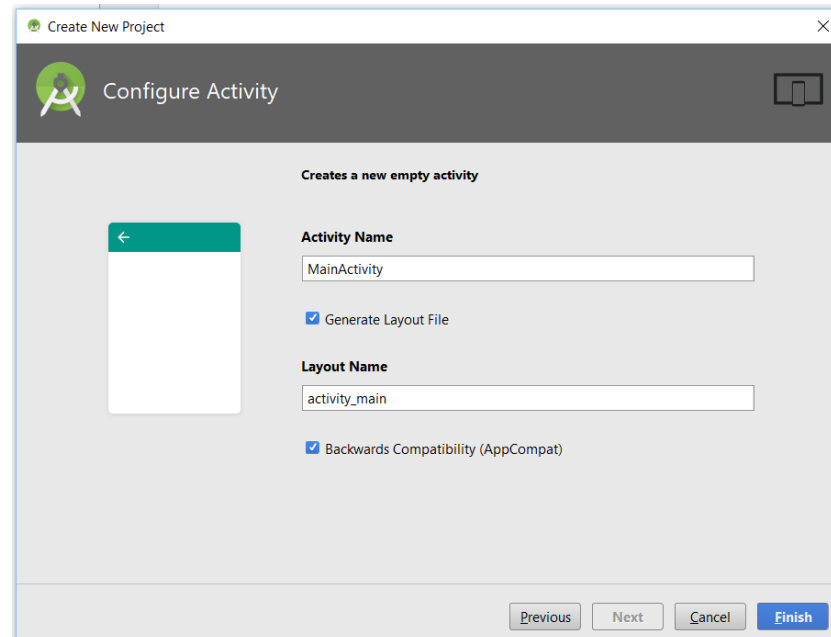 Create New Project
Configure Activity
Creates a new empty activity
Activity Name
MainActivity
Generate Layout File
Layout Name
activity_main
Backwards Compatibility (AppCompat)
Previous Next Cancel Finish